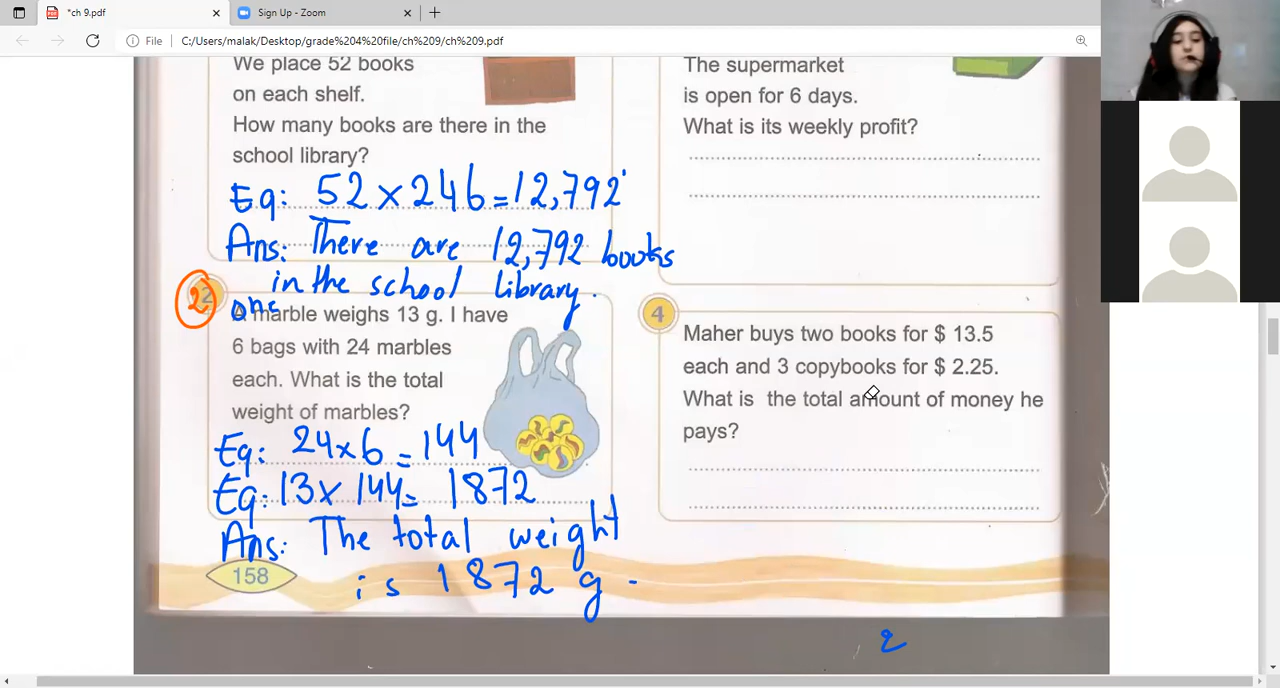 *ch 9.pdf
Sign Up - Zoom
File
C:/Users/malak/Desktop/grade%204%20file/ch%209/ch%209.pdf
We place 52 books
on each shelf.
How many books are there in the
school library?
Eq: 52 × 246 = 12,792
Ans: There are 12,792 books
in the school library.
2
one
A marble weighs 13 g. I have
6 bags with 24 marbles
each. What is the total
weight of marbles?
Eq: 24 × 6 = 144
Eq: 13 × 144 = 1872
Ans: The total weight
is 1872 g.
158
The supermarket
is open for 6 days.
What is its weekly profit?
4
Maher buys two books for $ 13.5
each and 3 copybooks for $ 2.25.
What is the total amount of money he
pays?
2